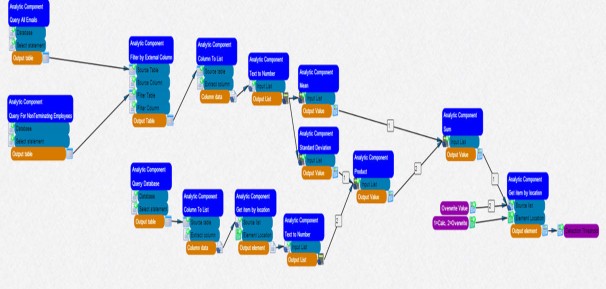 Analytic Component
Query All Emails
Database
Select statement
Output table
Analytic Component
Query For NonTerminating Employees
Database
Select statement
Output table
Analytic Component
Filter by External Column
Source Table
Source Column
Filter Table
Filter Column
Output Table
Analytic Component
Column To List
Source table
Extract column
Column data
Analytic Component
Text to Number
Input List
Output List
Analytic Component
Mean
Input List
Output Value
Analytic Component
Standard Deviation
Input List
Output Value
Analytic Component
Product
Input List
Output Value
Analytic Component
Sum
Input List
Output Value
Analytic Component
Query Database
Database
Select statement
Output table
Analytic Component
Column To List
Source table
Extract column
Column data
Analytic Component
Get item by location
Source list
Element Location
Output element
Analytic Component
Text to Number
Input List
Output List
Analytic Component
Get item by location
Source list
Element Location
Output element
Overwrite Value
1=Calc, 2=Overwrite